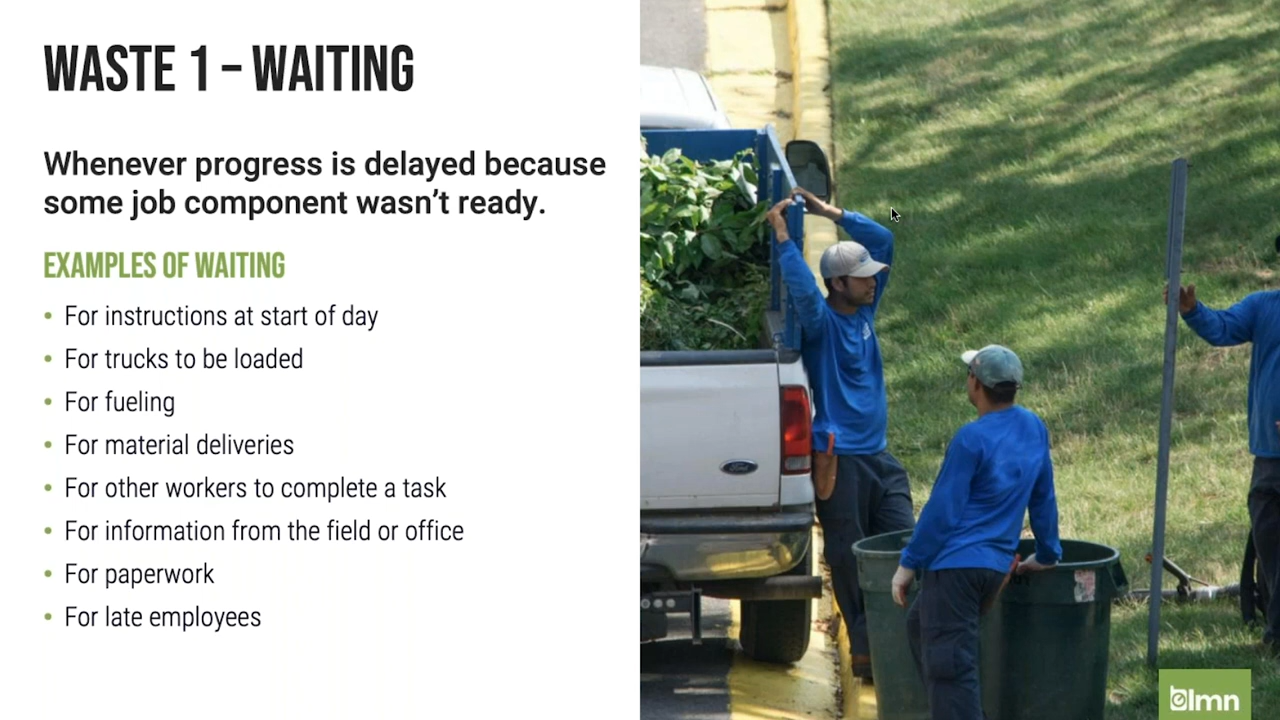 WASTE 1 – WAITING
Whenever progress is delayed because
some job component wasn’t ready.
EXAMPLES OF WAITING
• For instructions at start of day
• For trucks to be loaded
• For fueling
• For material deliveries
• For other workers to complete a task
• For information from the field or office
• For paperwork
• For late employees
Ford
lmn